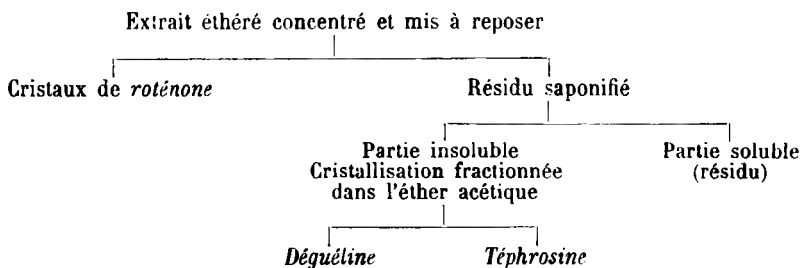 Extrait éthéré concentré et mis à reposer
Cristaux de roténone
Résidu saponifié
Partie insoluble
Cristallisation fractionnée
dans l'éther acétique
Partie soluble
(résidu)
Déguéline
Téphrosine